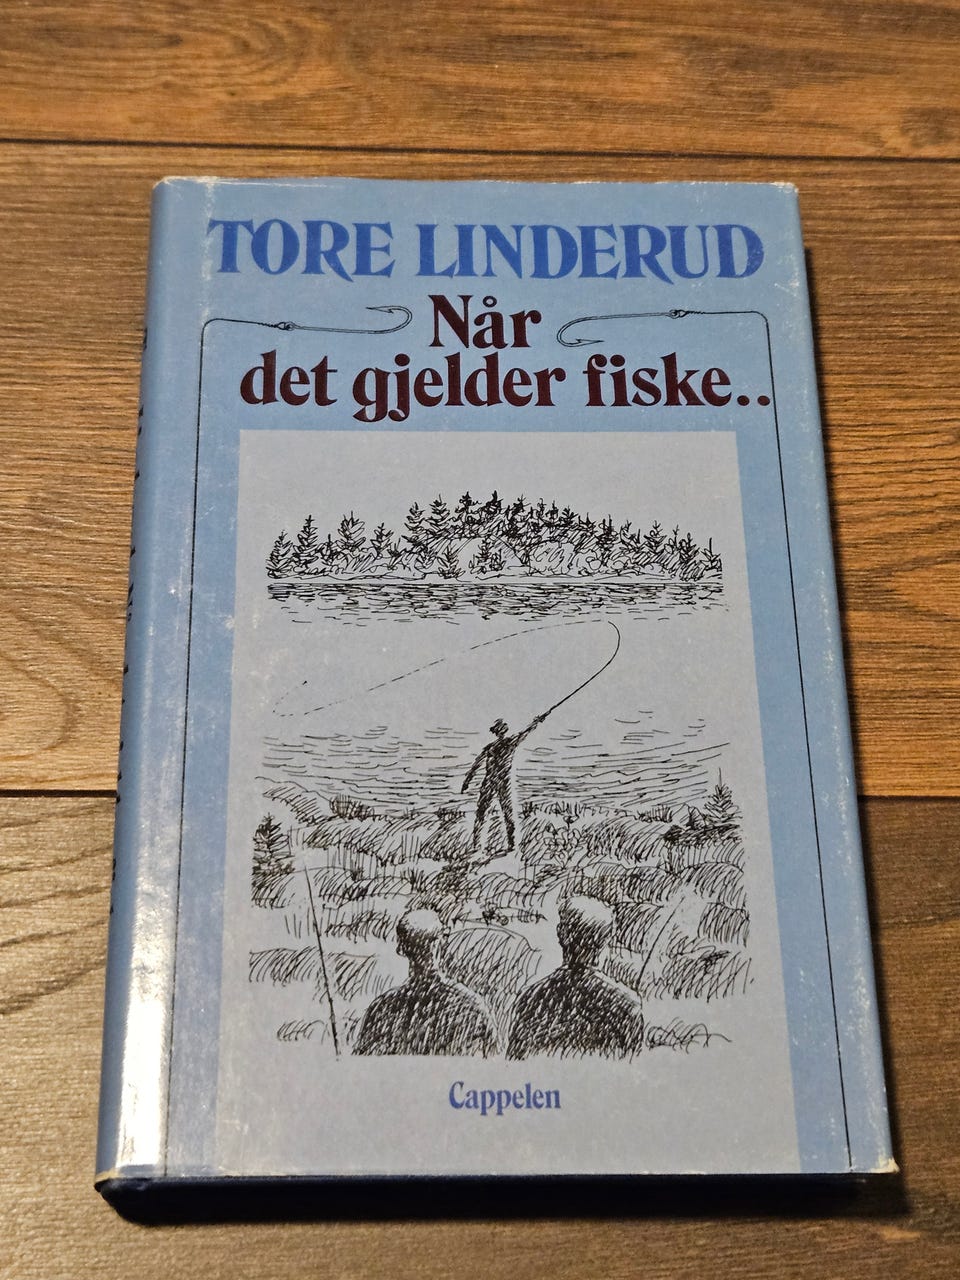 TORE LINDERUD
Når
det gjelder fiske..
Cappelen